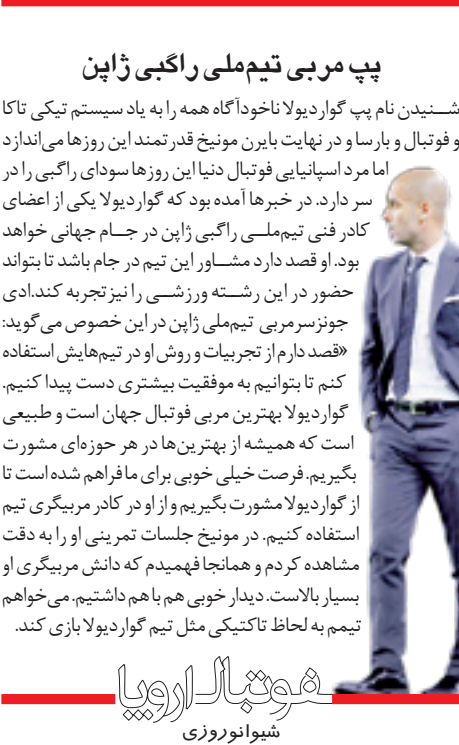 پپ مربی تیم‌ملی راگبی ژاپن
شــنیدن نام پپ گواردیولا ناخودآگاه همه را به یاد سیستم تیکی تاکا
و فوتبال و بارسا و در نهایت بایرن مونیخ قدرتمند این روزها می‌اندازد
اما مرد اسپانیایی فوتبال دنیا این روزها سودای راگبی را در
سر دارد. در خبرها آمده بود که گواردیولا یکی از اعضای
کادر فنی تیم‌ملــی راگبی ژاپن در جــام جهانی خواهد
بود. او قصد دارد مشــاور این تیم در جام باشد تا بتواند
حضور در این رشــته ورزشــی را نیز تجربه کند.ادی
جونزسرمربی تیم‌ملی ژاپن در این خصوص می گوید:
«قصد دارم از تجربیات و روش او در تیم‌هایش استفاده
کنم تا بتوانیم به موفقیت بیشتری دست پیدا کنیم.
گواردیولا بهترین مربی فوتبال جهان است و طبیعی
است که همیشه از بهترین‌ها در هر حوزه‌ای مشورت
بگیریم. فرصت خیلی خوبی برای ما فراهم شده است تا
از گواردیولا مشورت بگیریم و از او در کادر مربیگری تیم
استفاده کنیم. در مونیخ جلسات تمرینی او را به دقت
مشاهده کردم و همانجا فهمیدم که دانش مربیگری او
بسیار بالاست. دیدار خوبی هم با هم داشتیم. می‌خواهم
تیمم به لحاظ تاکتیکی مثل تیم گواردیولا بازی کند.
فوتبال اروپا
شیوا نوروزی